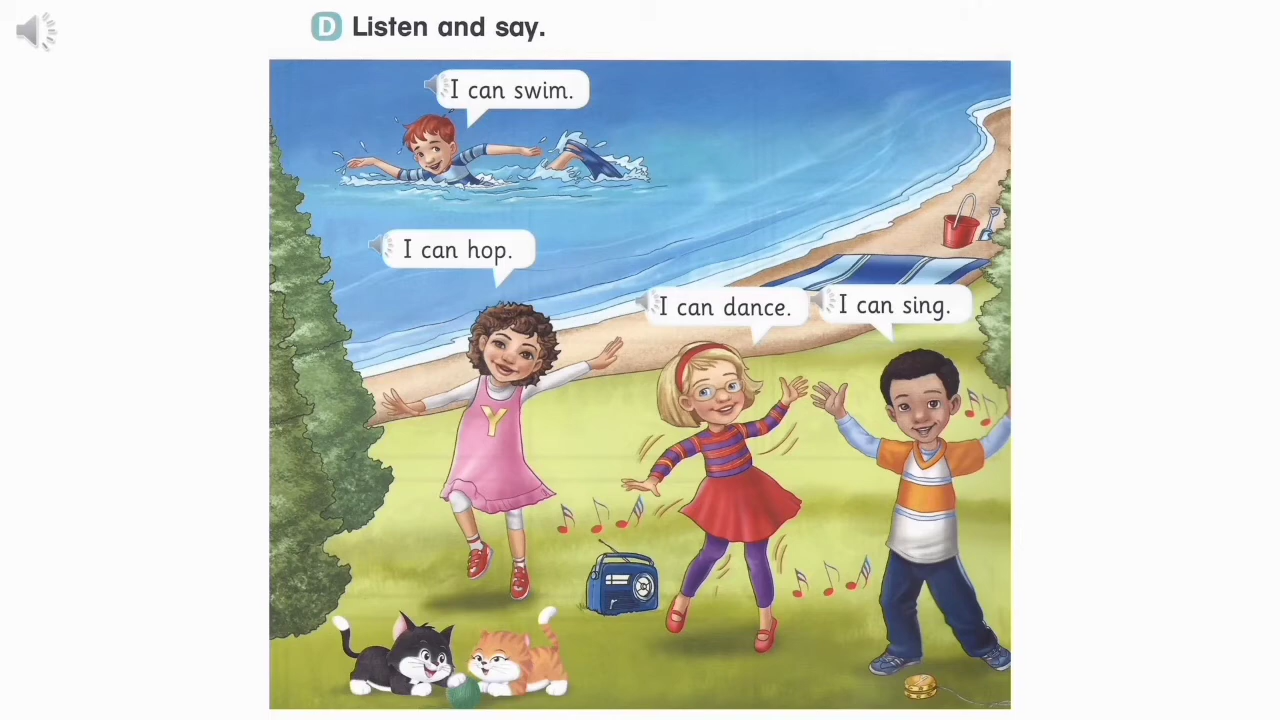 D Listen and say.
I can swim.
I can hop.
I can dance.
I can sing.
Y